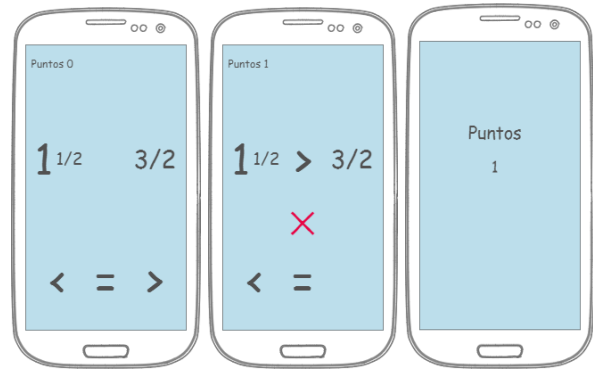 Puntos 0
1 1/2 3/2
< = >
Puntos 1
1 1/2 > 3/2
< =
Puntos
1